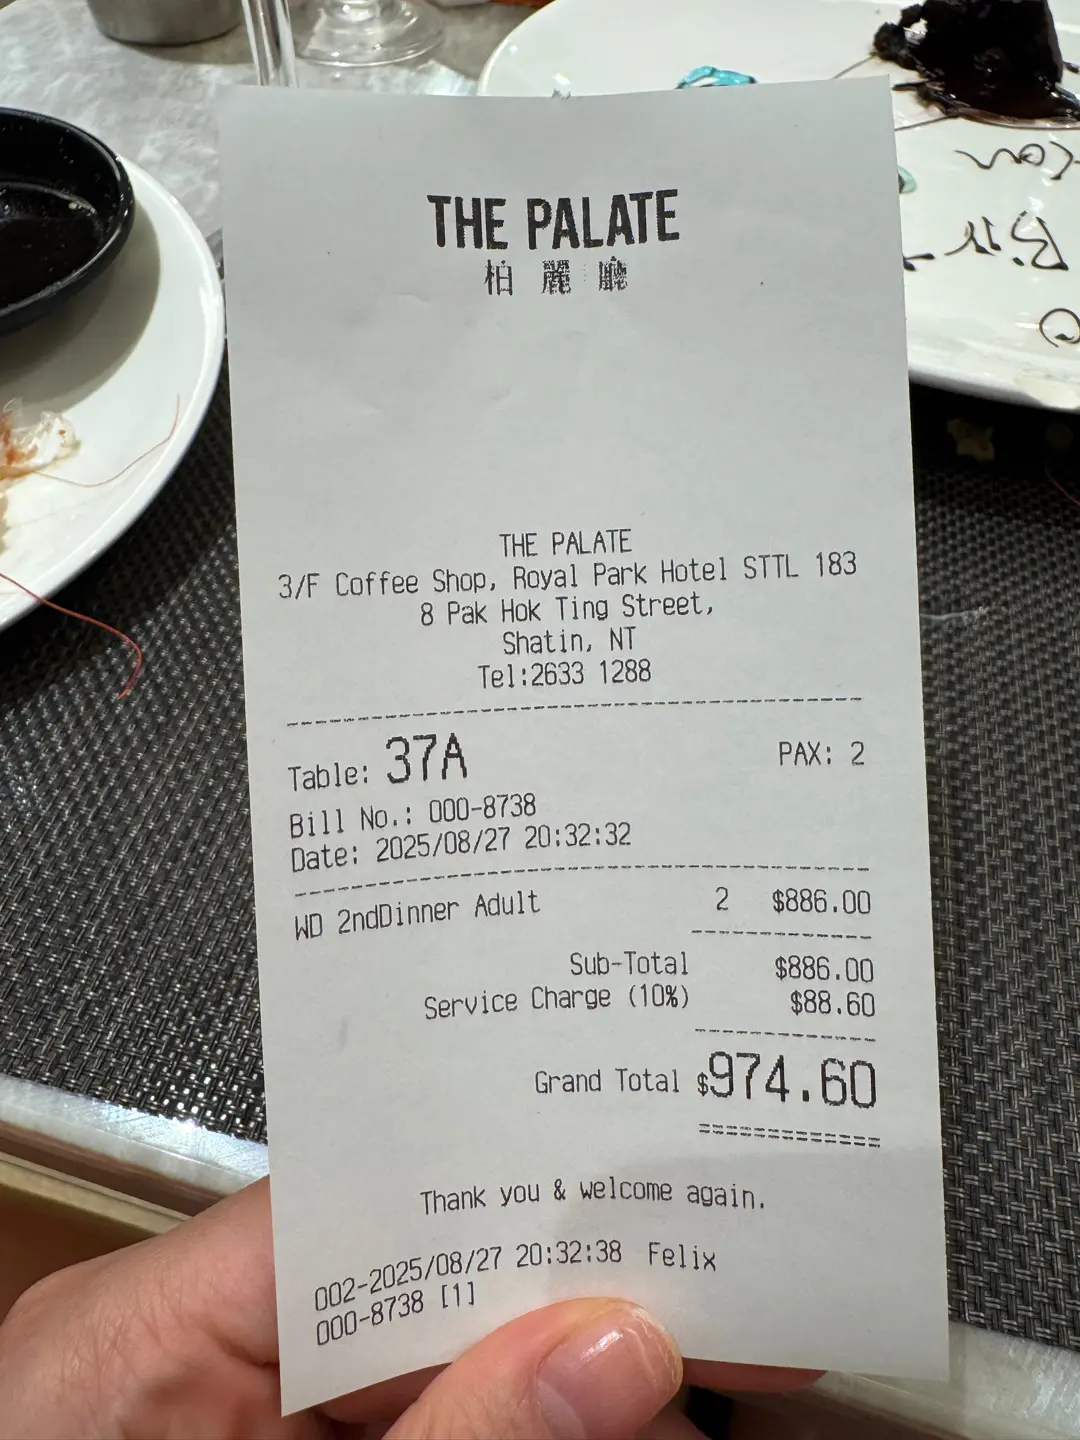 THE PALATE
柏麗廳
THE PALATE
3/F Coffee Shop, Royal Park Hotel STTL 183
8 Pak Hok Ting Street,
Shatin, NT
Tel:2633 1288
Table: 37A PAX: 2
Bill No.: 000-8738
Date: 2025/08/27 20:32:32
WD 2ndDinner Adult 2 $886.00
Sub-Total $886.00
Service Charge (10%) $88.60
Grand Total $974.60
Thank you & welcome again.
002-2025/08/27 20:32:38 Felix
000-8738 [1]